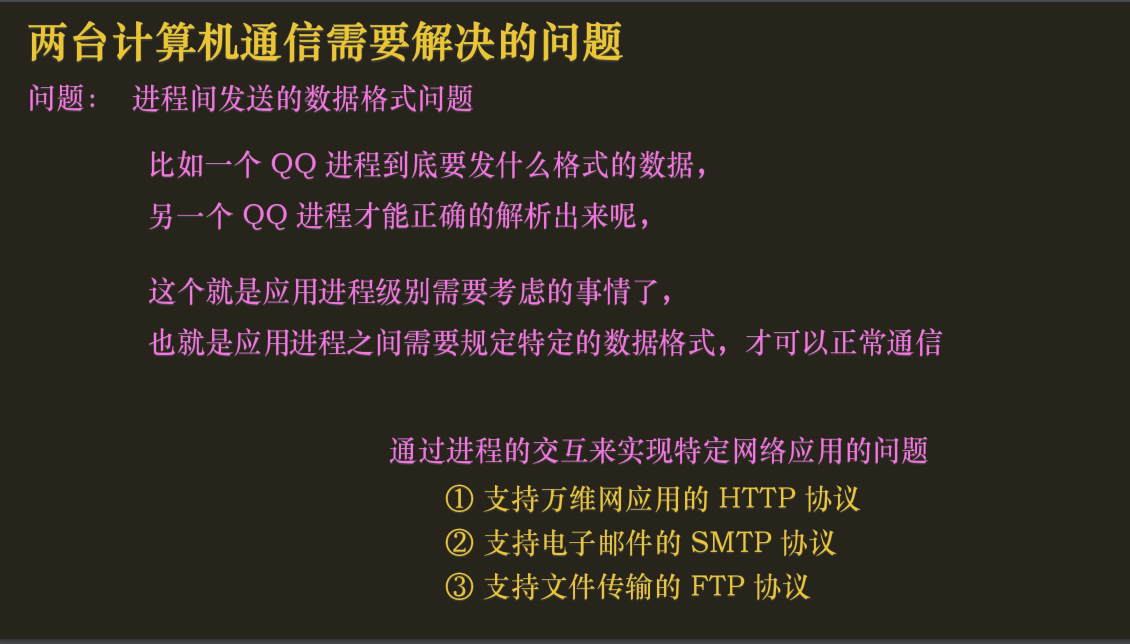 两台计算机通信需要解决的问题
问题： 进程间发送的数据格式问题
比如一个 QQ 进程到底要发什么格式的数据，
另一个 QQ 进程才能正确的解析出来呢，
这个就是应用进程级别需要考虑的事情了，
也就是应用进程之间需要规定特定的数据格式，才可以正常通信
通过进程的交互来实现特定网络应用的问题
① 支持万维网应用的 HTTP 协议
② 支持电子邮件的 SMTP 协议
③ 支持文件传输的 FTP 协议